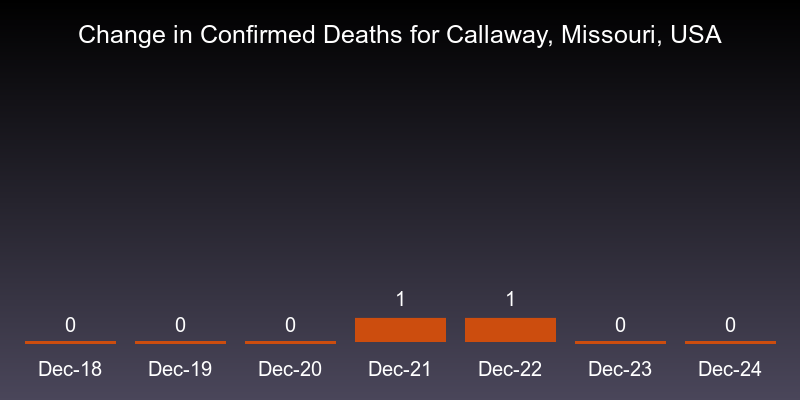 Change in Confirmed Deaths for Callaway, Missouri, USA
1 1
0 0 0 0 0
Dec-18 Dec-19 Dec-20 Dec-21 Dec-22 Dec-23 Dec-24